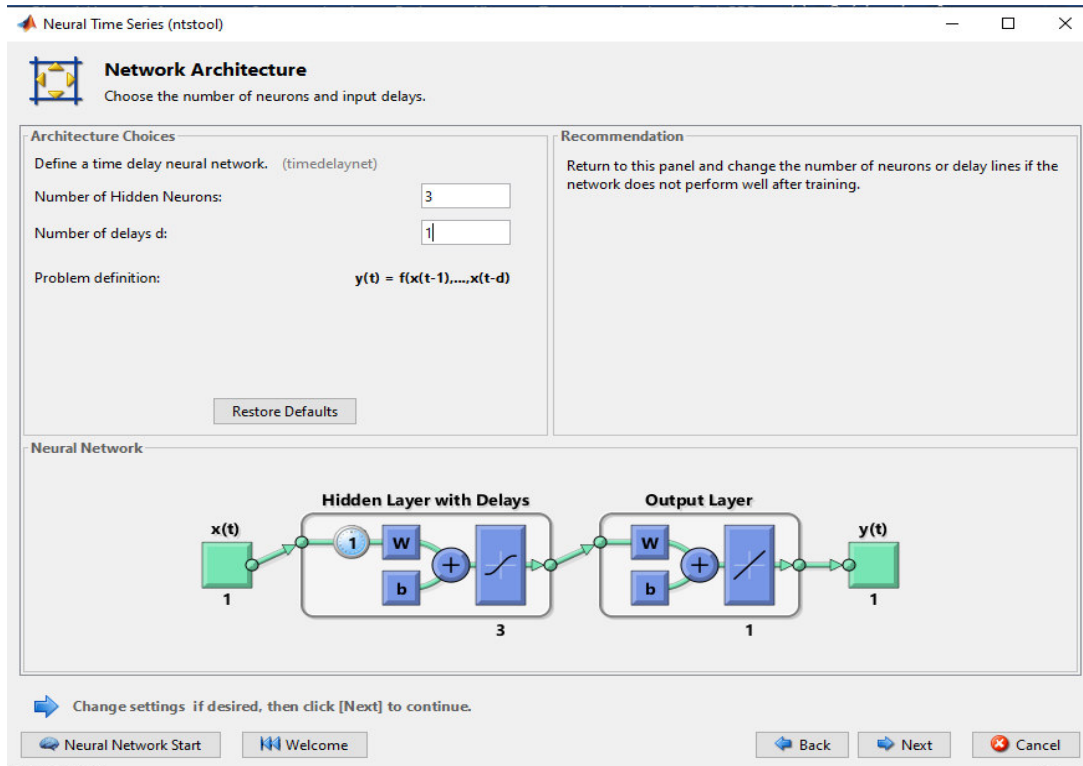 Neural Time Series (ntstool)
Network Architecture
Choose the number of neurons and input delays.
Architecture Choices
Define a time delay neural network. (timedelaynet)
Number of Hidden Neurons: 3
Number of delays d: 1
Problem definition: y(t) = f(x(t-1),...,x(t-d)
Restore Defaults
Recommendation
Return to this panel and change the number of neurons or delay lines if the
network does not perform well after training.
Neural Network
Hidden Layer with Delays
Output Layer
x(t)
1
1
W
b
+
3
W
b
+
1
y(t)
1
Change settings if desired, then click [Next] to continue.
Neural Network Start
Welcome
Back
Next
Cancel